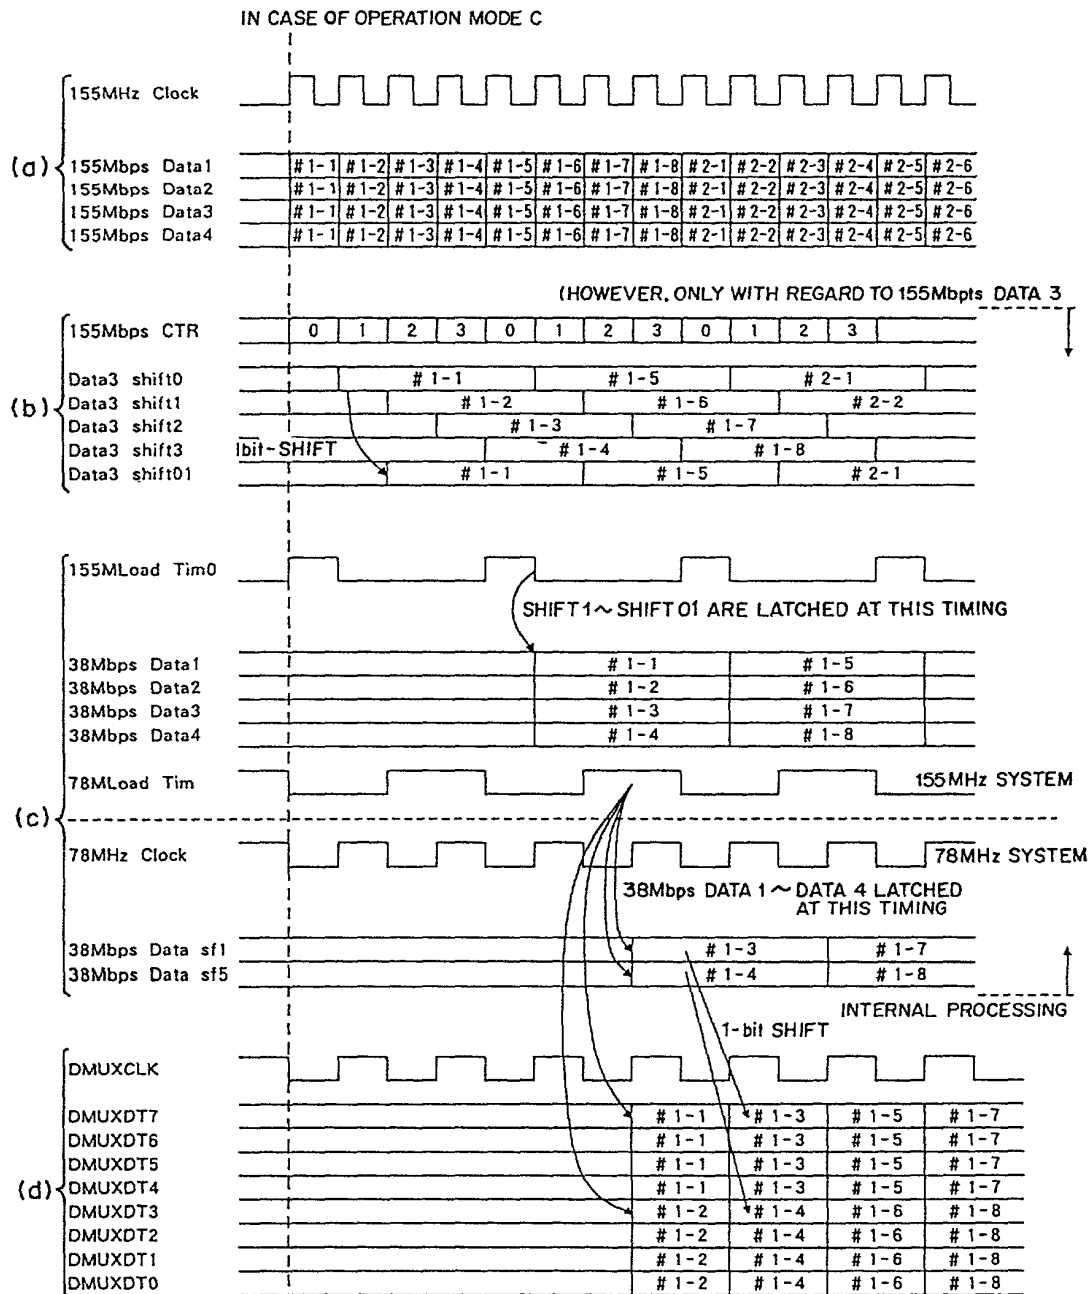 IN CASE OF OPERATION MODE C
(a)
155MHz Clock
155Mbps Data1 #1-1 #1-2 #1-3 #1-4 #1-5 #1-6 #1-7 #1-8 #2-1 #2-2 #2-3 #2-4 #2-5 #2-6
155Mbps Data2 #1-1 #1-2 #1-3 #1-4 #1-5 #1-6 #1-7 #1-8 #2-1 #2-2 #2-3 #2-4 #2-5 #2-6
155Mbps Data3 #1-1 #1-2 #1-3 #1-4 #1-5 #1-6 #1-7 #1-8 #2-1 #2-2 #2-3 #2-4 #2-5 #2-6
155Mbps Data4 #1-1 #1-2 #1-3 #1-4 #1-5 #1-6 #1-7 #1-8 #2-1 #2-2 #2-3 #2-4 #2-5 #2-6
(HOWEVER, ONLY WITH REGARD TO 155Mbpts DATA 3
(b)
155Mbps CTR 0 1 2 3 0 1 2 3 0 1 2 3
Data3 shift0 #1-1 #1-5 #2-1
Data3 shift1 #1-2 #1-6 #2-2
Data3 shift2 #1-3 #1-7
Data3 shift3 1bit-SHIFT #1-4 #1-8
Data3 shift01 #1-1 #1-5 #2-1
(c)
155MLoad Tim0
SHIFT1~SHIFT01 ARE LATCHED AT THIS TIMING
38Mbps Data1 #1-1 #1-5
38Mbps Data2 #1-2 #1-6
38Mbps Data3 #1-3 #1-7
38Mbps Data4 #1-4 #1-8
78MLoad Tim 155MHz SYSTEM
78MHz Clock 78MHz SYSTEM
38Mbps DATA 1~DATA 4 LATCHED
AT THIS TIMING
38Mbps Data sf1 #1-3 #1-7
38Mbps Data sf5 #1-4 #1-8
INTERNAL PROCESSING
1-bit SHIFT
(d)
DMUXCLK
DMUXDT7 #1-1 #1-3 #1-5 #1-7
DMUXDT6 #1-1 #1-3 #1-5 #1-7
DMUXDT5 #1-1 #1-3 #1-5 #1-7
DMUXDT4 #1-1 #1-3 #1-5 #1-7
DMUXDT3 #1-2 #1-4 #1-6 #1-8
DMUXDT2 #1-2 #1-4 #1-6 #1-8
DMUXDT1 #1-2 #1-4 #1-6 #1-8
DMUXDT0 #1-2 #1-4 #1-6 #1-8